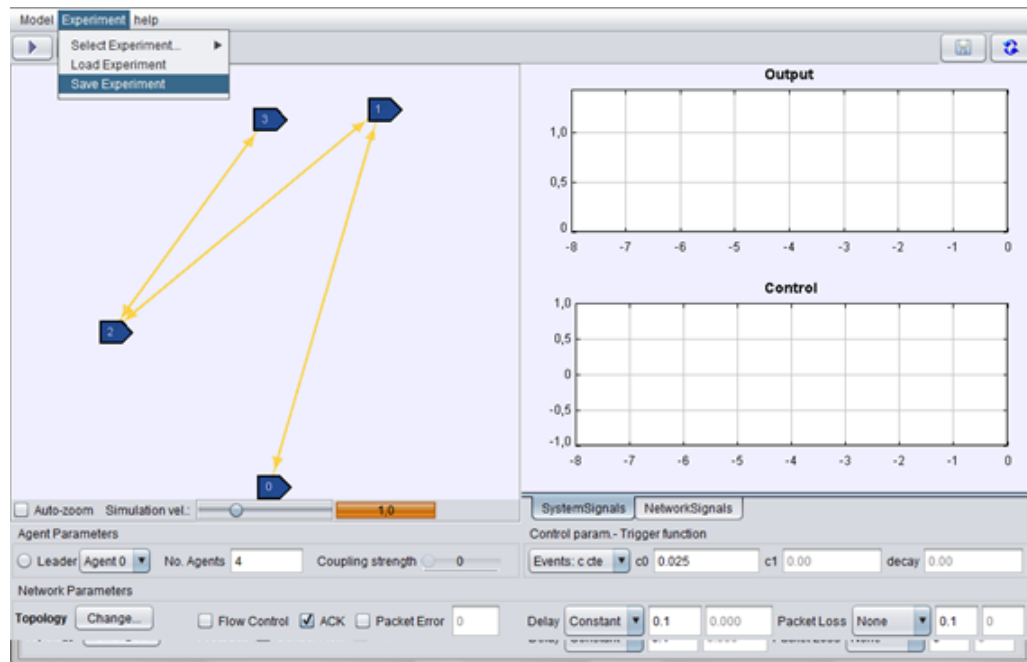 Model Experiment help
Select Experiment...
Load Experiment
Save Experiment
3
1
2
0
Output
1,0
0,5
0
-8 -7 -6 -5 -4 -3 -2 -1 0
Control
1,0
0,5
0
-0,5
-1,0
-8 -7 -6 -5 -4 -3 -2 -1 0
Auto-zoom Simulation vel.: 1,0
SystemSignals NetworkSignals
Agent Parameters
Control param.- Trigger function
Leader Agent 0 No. Agents 4 Coupling strength 0
Events: c cte c0 0.025 c1 0.00 decay 0.00
Network Parameters
Topology Change... Flow Control ACK Packet Error 0
Delay Constant 0.1 0.000 Packet Loss None 0.1 0